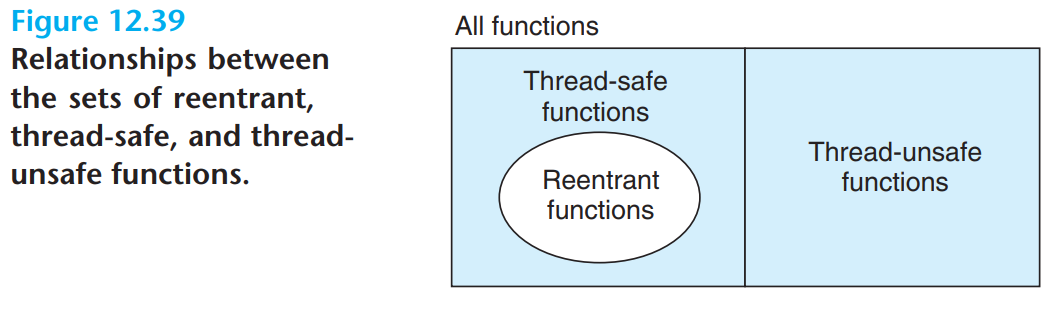 Figure 12.39
Relationships between
the sets of reentrant,
thread-safe, and thread-
unsafe functions.
All functions
Thread-safe
functions
Reentrant
functions
Thread-unsafe
functions